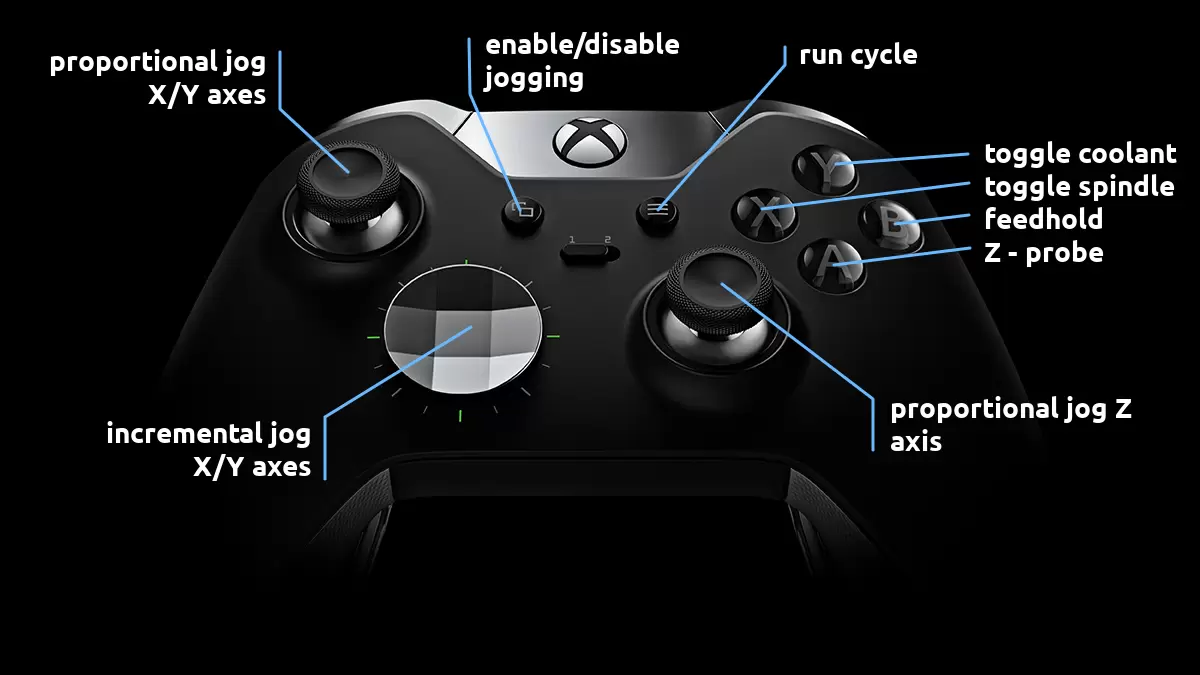 proportional jog
X/Y axes
enable/disable
jogging
run cycle
toggle coolant
toggle spindle
feedhold
Z - probe
Y
X
B
A
1 2
incremental jog
X/Y axes
proportional jog Z
axis